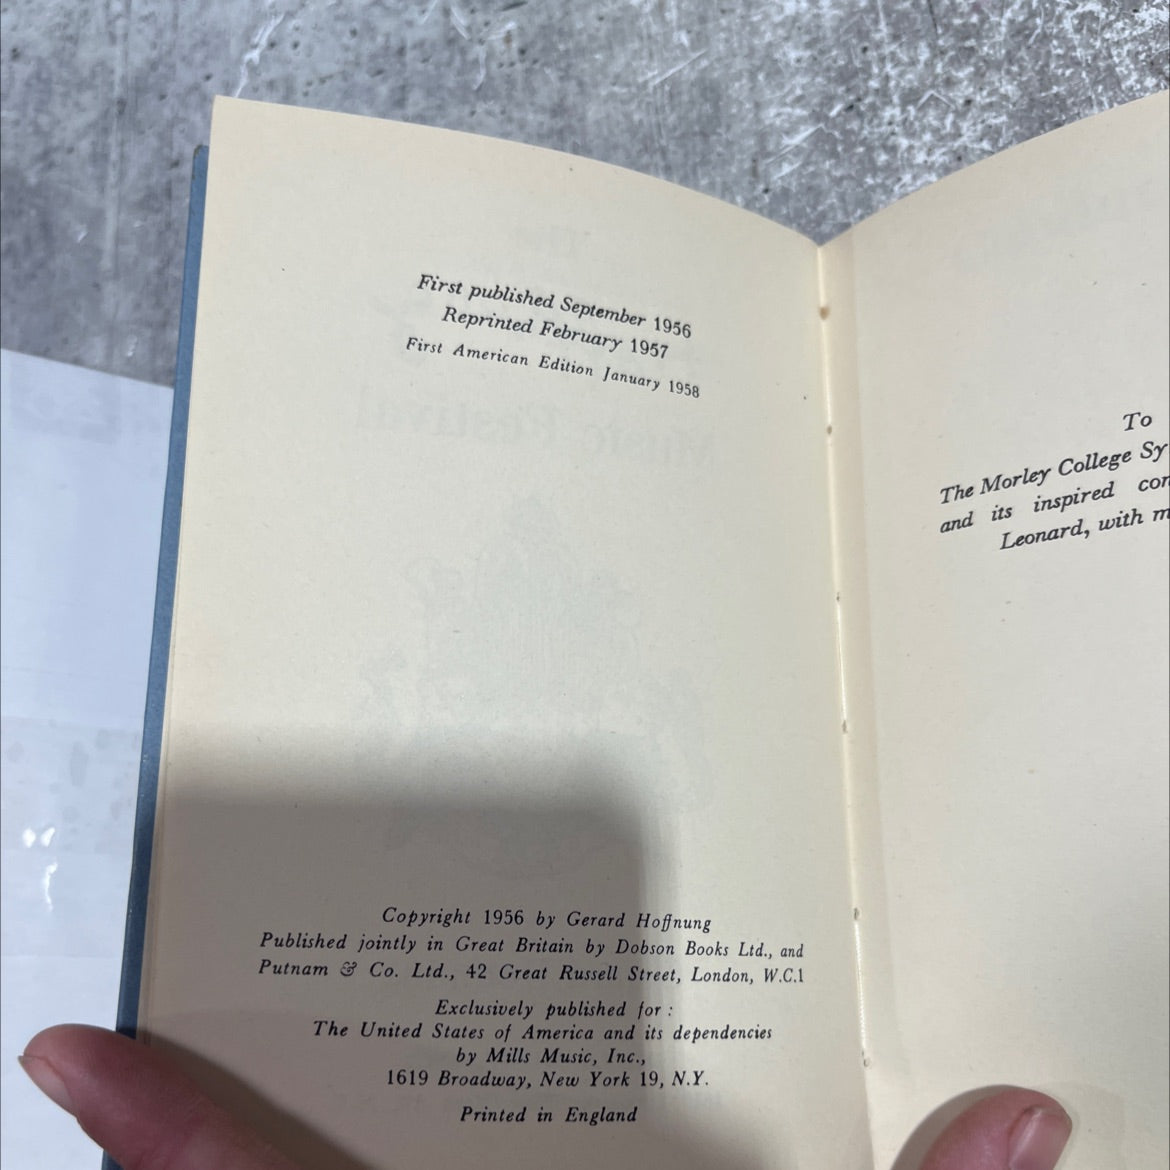 First published September 1956
Reprinted February 1957
First American Edition January 1958
Copyright 1956 by Gerard Hoffnung
Published jointly in Great Britain by Dobson Books Ltd., and
Putnam & Co. Ltd., 42 Great Russell Street, London, W.C.1
Exclusively published for :
The United States of America and its dependencies
by Mills Music, Inc.,
1619 Broadway, New York 19, N.Y.
Printed in England
To
The Morley College Sy
and its inspired con
Leonard, with m